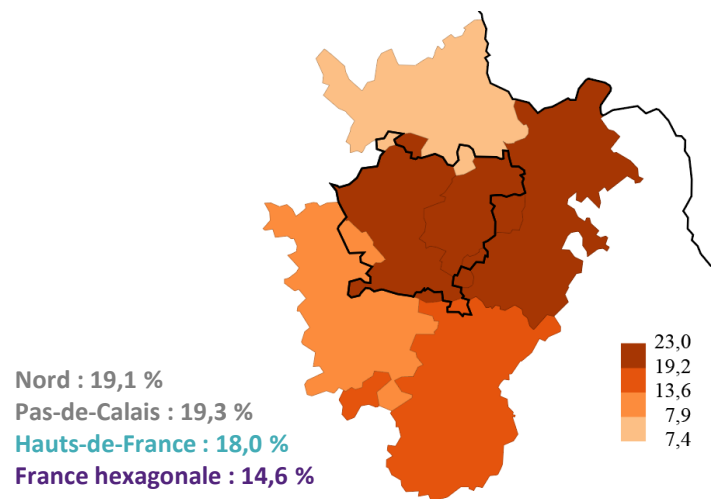 23,0
19,2
13,6
7,9
7,4
Nord : 19,1 %
Pas-de-Calais : 19,3 %
Hauts-de-France : 18,0 %
France hexagonale : 14,6 %